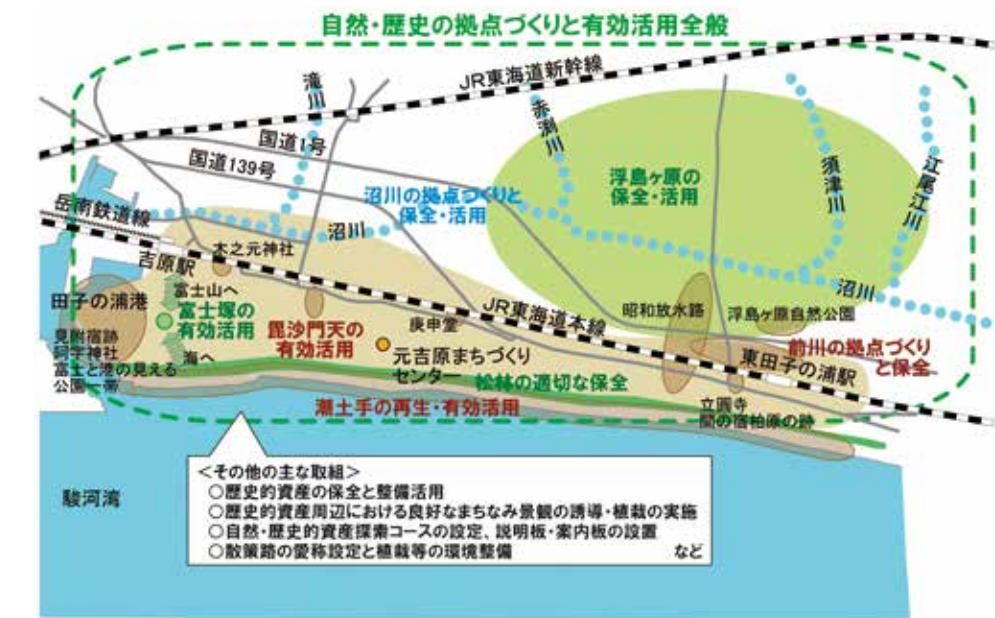 自然・歴史の拠点づくりと有効活用全般
JR東海道新幹線
滝川
赤渕川
国道1号
国道139号
須津川
江尾江川
沼川の拠点づくりと
保全・活用
浮島ヶ原の
保全・活用
岳南鉄道線
沼川
木之元神社
吉原駅
沼川
富士山へ
田子の浦港
富士塚の
有効活用
JR東海道本線
昭和放水路
浮島ヶ原自然公園
庚申堂
毘沙門天の
有効活用
見附宿跡
阿字神社
富士と港の見える
公園一帯
海へ
元吉原まちづくり
センター
前川の拠点づくり
と保全
東田子の浦駅
松林の適切な保全
潮土手の再生・有効活用
立圓寺
間の宿柏原の跡
駿河湾
＜その他の主な取組＞
○歴史的資産の保全と整備活用
○歴史的資産周辺における良好なまちなみ景観の誘導・植栽の実施
○自然・歴史的資産探索コースの設定、説明板・案内板の設置
○散策路の愛称設定と植栽等の環境整備 など